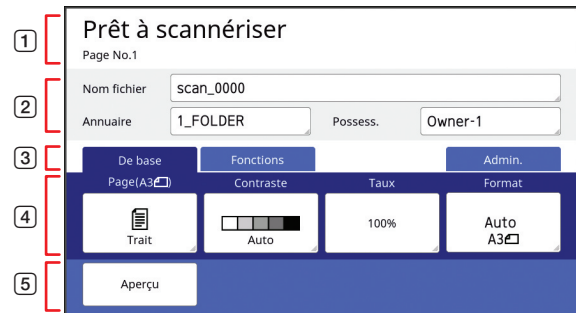 1
Prêt à scannériser
Page No.1
2
Nom fichier scan_0000
Annuaire 1_FOLDER Possess. Owner-1
3
De base Fonctions Admin.
4
Page(A3) Contraste Taux Format
Trait Auto 100% Auto
A3
5
Aperçu